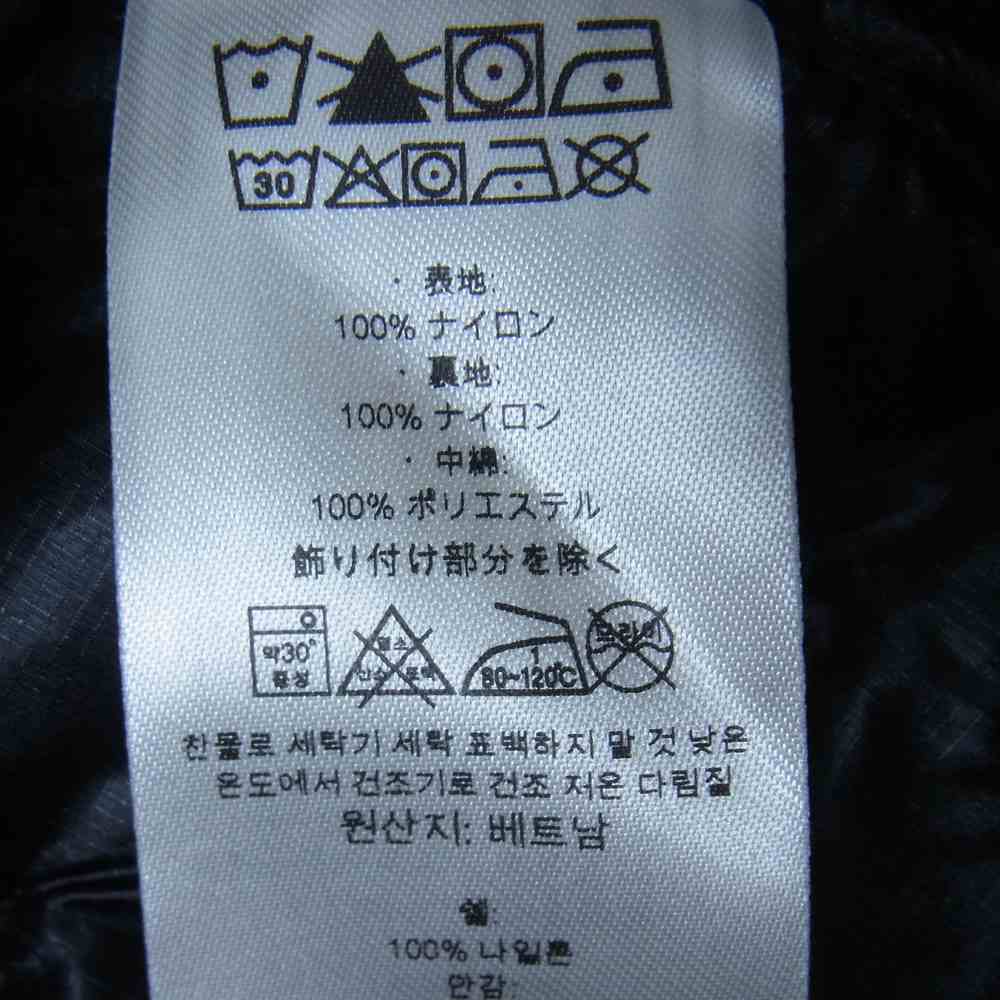 30
・表地:
100% ナイロン
・裏地:
100% ナイロン
・中綿:
100% ポリエステル
飾り付け部分を除く
약30°
중성
염소
산소 표백
1
80~120℃
드라이
찬물로 세탁기 세탁 표백하지 말 것 낮은
온도에서 건조기로 건조 저온 다림질
원산지: 베트남
쉘:
100% 나일론
안감: